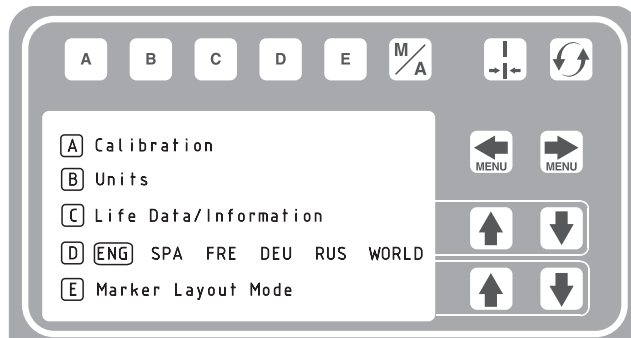 A B C D E M/A
MENU MENU
A Calibration
B Units
C Life Data/Information
D ENG SPA FRE DEU RUS WORLD
E Marker Layout Mode